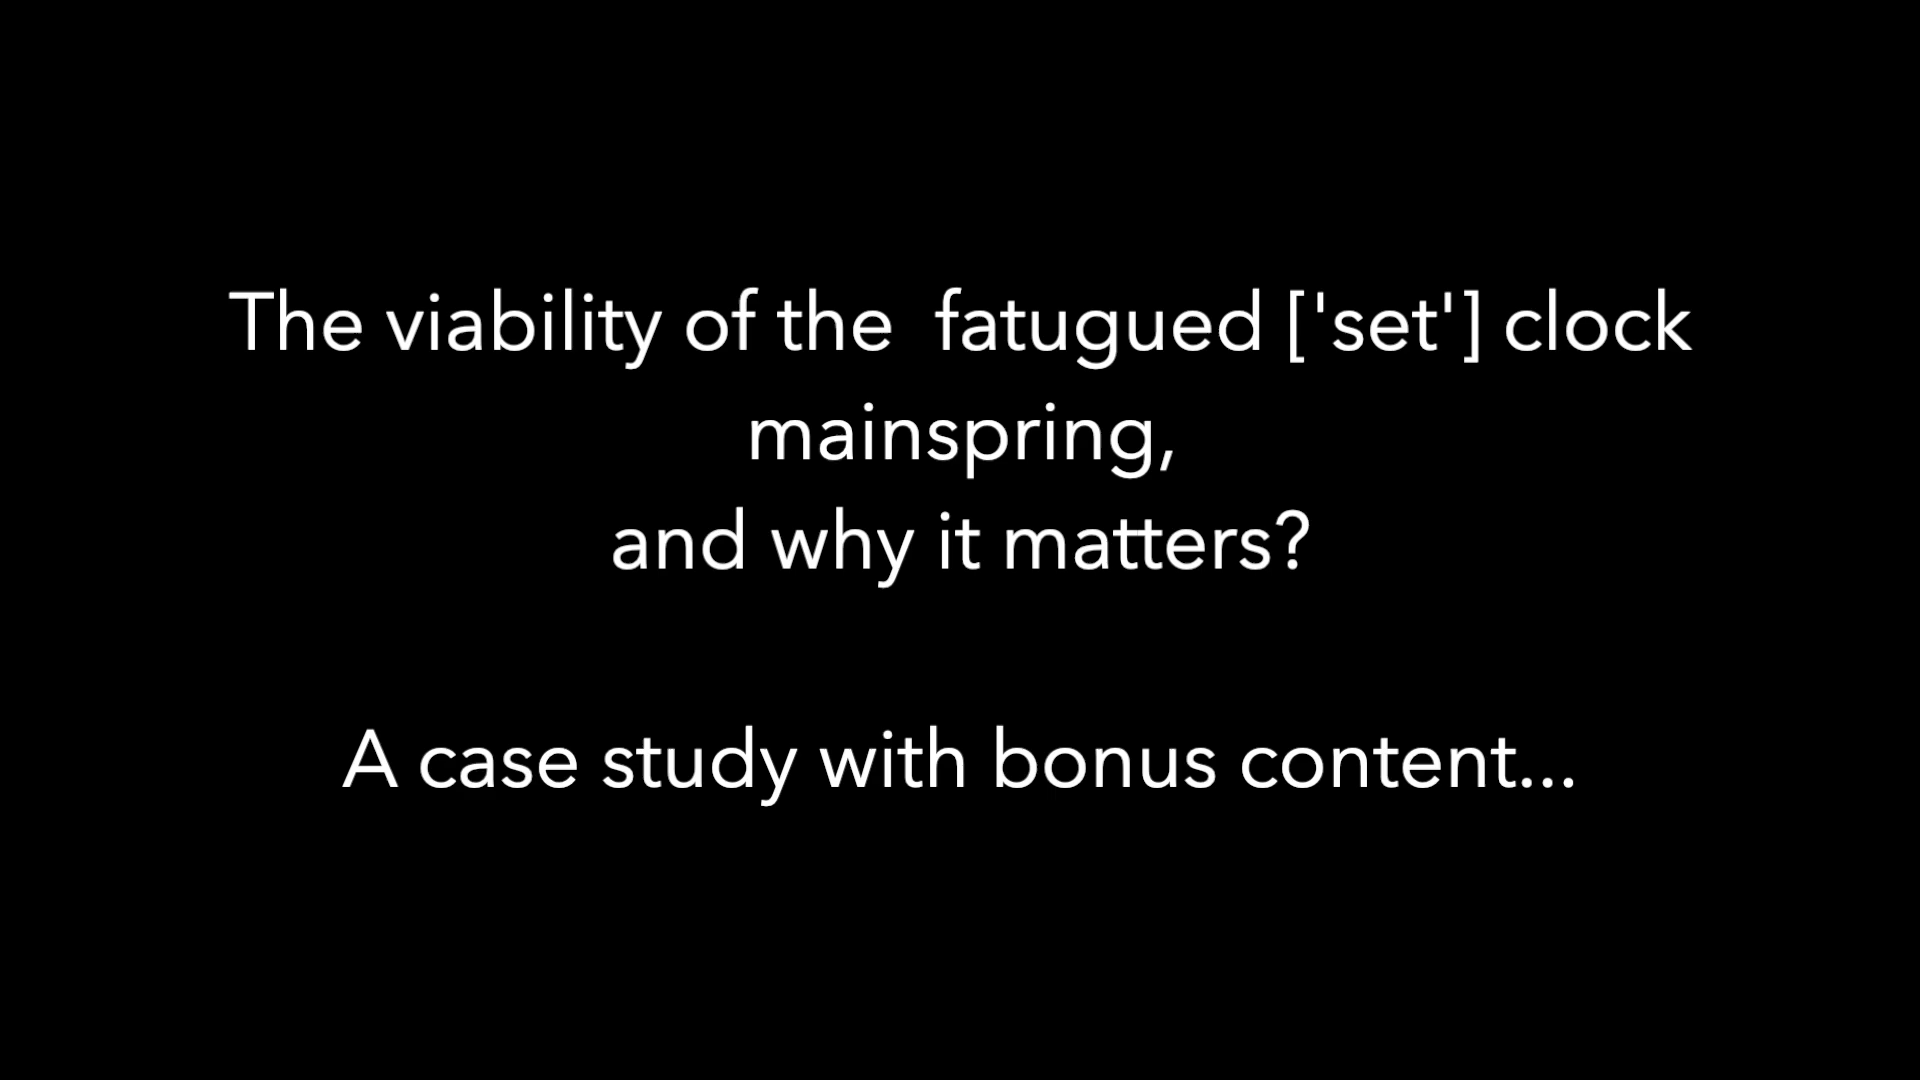 The viability of the  fatugued ['set'] clock
mainspring,
and why it matters?
A case study with bonus content...